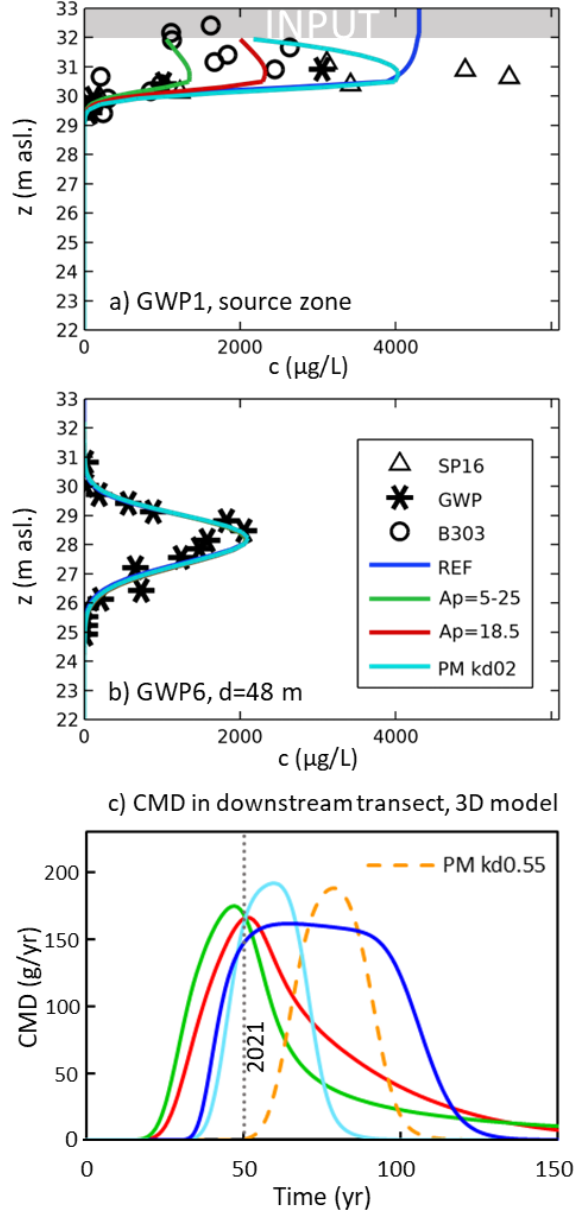 INPUT
33
32
31
30
29
28
27
26
25
24
23
22
z (m asl.)
a) GWP1, source zone
0 2000 4000
c (µg/L)
33
32
31
30
29
28
27
26
25
24
23
22
z (m asl.)
SP16
GWP
B303
REF
Ap=5-25
Ap=18.5
PM kd02
b) GWP6, d=48 m
0 2000 4000
c (µg/L)
c) CMD in downstream transect, 3D model
PM kd0.55
200
150
100
50
0
CMD (g/yr)
2021
0 50 100 150
Time (yr)